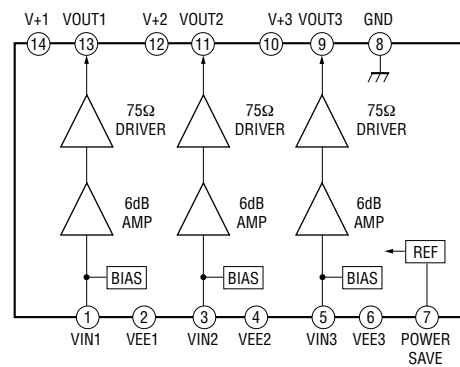 V+1 VOUT1 V+2 VOUT2 V+3 VOUT3 GND
14 13 12 11 10 9 8
75Ω DRIVER
75Ω DRIVER
75Ω DRIVER
6dB AMP
6dB AMP
6dB AMP
REF
BIAS BIAS BIAS
1 2 3 4 5 6 7
VIN1 VEE1 VIN2 VEE2 VIN3 VEE3 POWER
SAVE